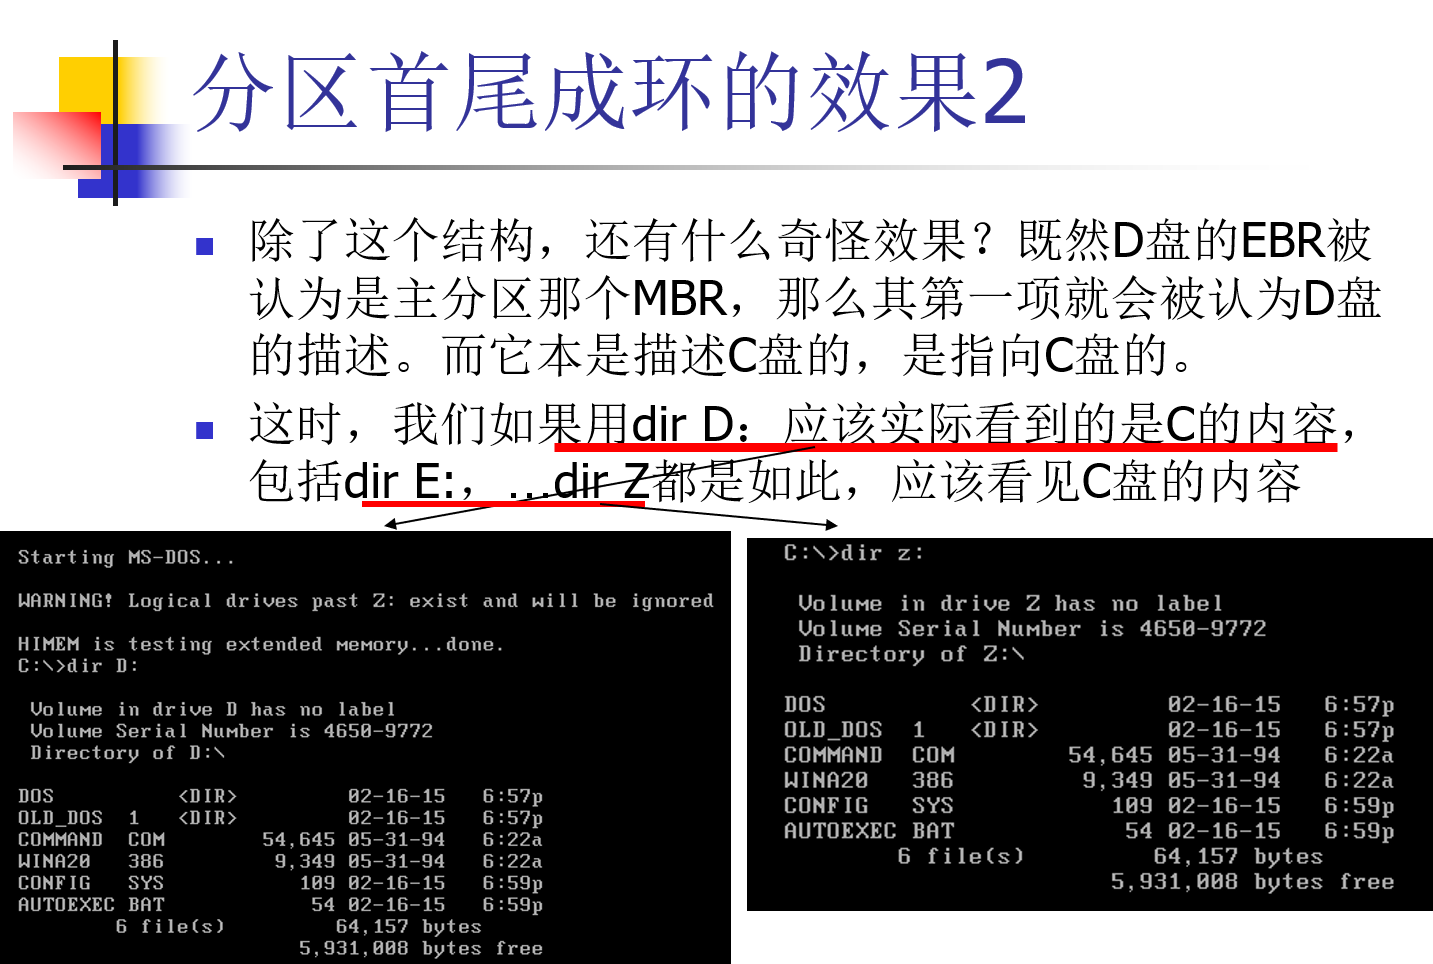 分区首尾成环的效果2
除了这个结构，还有什么奇怪效果？既然D盘的EBR被
认为是主分区那个MBR，那么其第一项就会被认为D盘
的描述。而它本是描述C盘的，是指向C盘的。
这时，我们如果用dir D：应该实际看到的是C的内容，
包括dir E:，…dir Z都是如此，应该看见C盘的内容
Starting MS-DOS...
WARNING! Logical drives past Z: exist and will be ignored
HIMEM is testing extended memory...done.
C:\>dir D:
Volume in drive D has no label
Volume Serial Number is 4650-9772
Directory of D:\
DOS <DIR> 02-16-15 6:57p
OLD_DOS 1 <DIR> 02-16-15 6:57p
COMMAND COM 54,645 05-31-94 6:22a
WINA20 386 9,349 05-31-94 6:22a
CONFIG SYS 109 02-16-15 6:59p
AUTOEXEC BAT 54 02-16-15 6:59p
6 file(s) 64,157 bytes
5,931,008 bytes free
C:\>dir z:
Volume in drive Z has no label
Volume Serial Number is 4650-9772
Directory of Z:\
DOS <DIR> 02-16-15 6:57p
OLD_DOS 1 <DIR> 02-16-15 6:57p
COMMAND COM 54,645 05-31-94 6:22a
WINA20 386 9,349 05-31-94 6:22a
CONFIG SYS 109 02-16-15 6:59p
AUTOEXEC BAT 54 02-16-15 6:59p
6 file(s) 64,157 bytes
5,931,008 bytes free